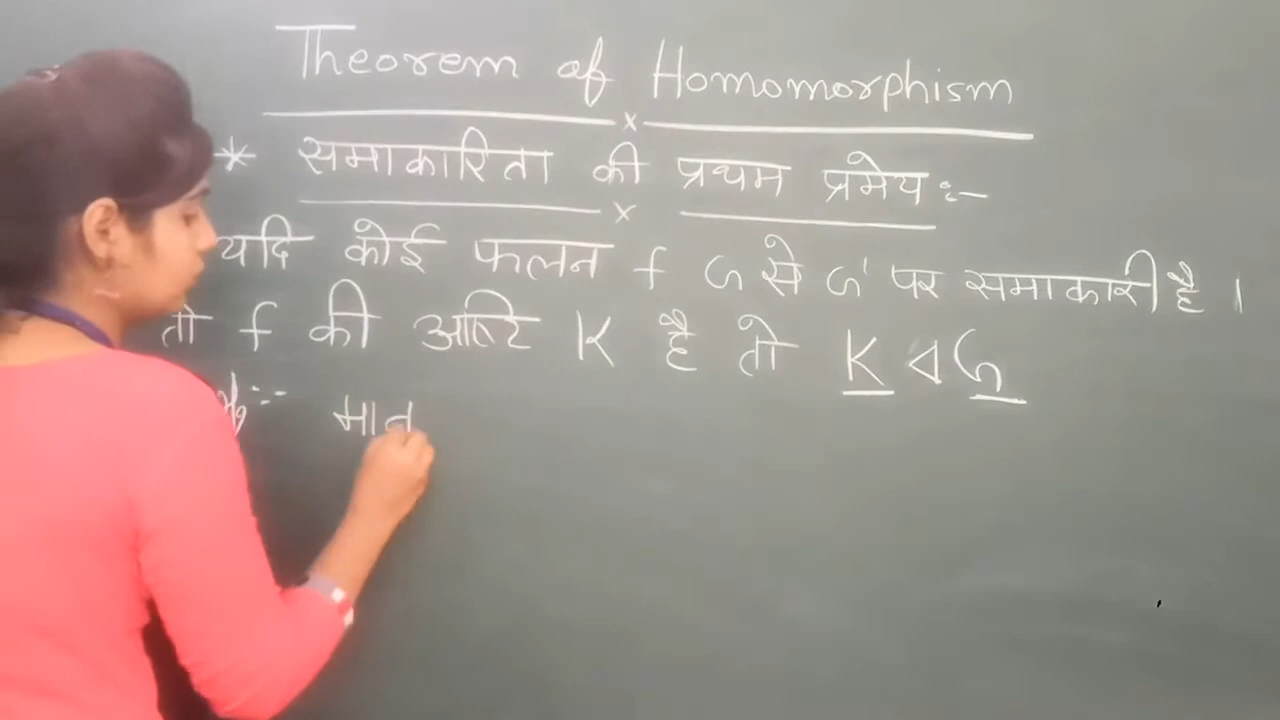 Theorem of Homomorphism
* समाकारिता की प्रथम प्रमेय :-
यदि कोई फलन f G से G' पर समाकारी है ।
तो f की अष्टि K है तो K ⊲ G
मान